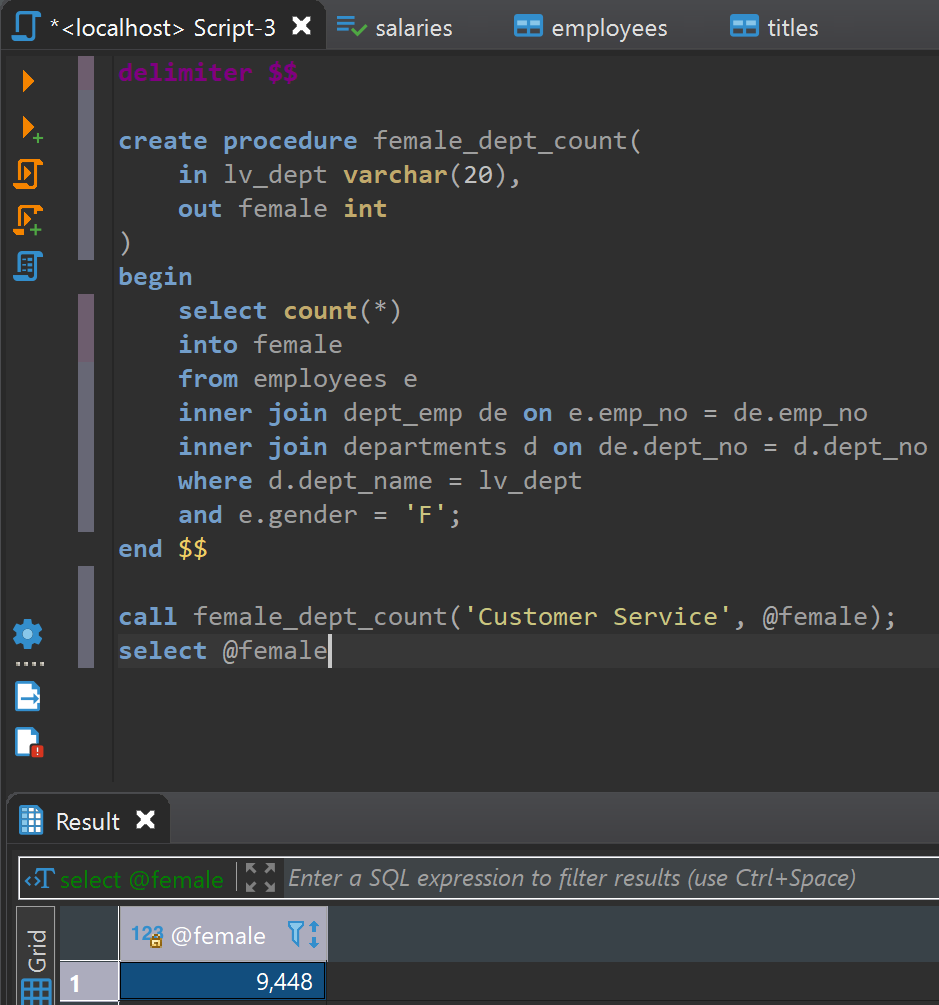 *<localhost> Script-3 salaries employees titles
delimiter $$
create procedure female_dept_count(
    in lv_dept varchar(20),
    out female int
)
begin
    select count(*)
    into female
    from employees e
    inner join dept_emp de on e.emp_no = de.emp_no
    inner join departments d on de.dept_no = d.dept_no
    where d.dept_name = lv_dept
    and e.gender = 'F';
end $$
call female_dept_count('Customer Service', @female);
select @female
Result
select @female Enter a SQL expression to filter results (use Ctrl+Space)
Grid
123 @female
1 9,448